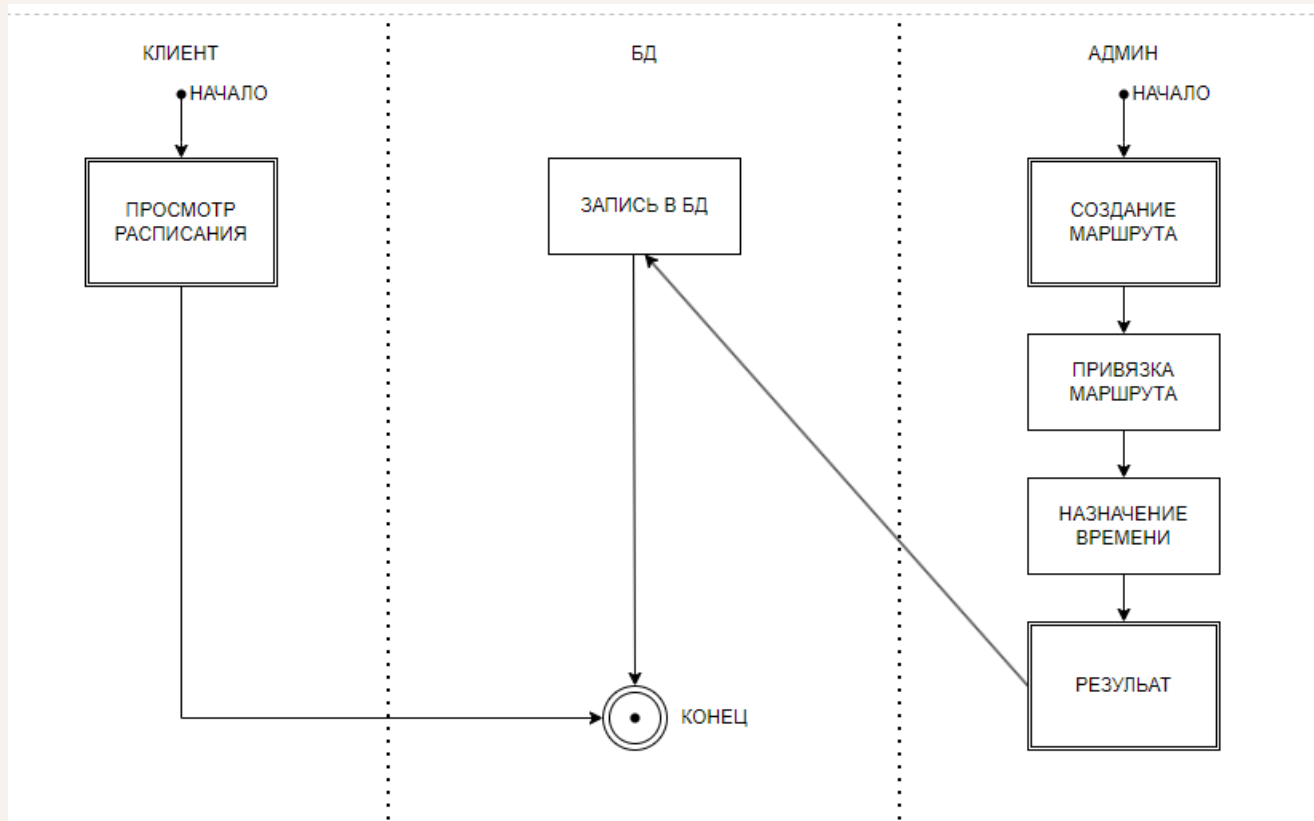 КЛИЕНТ
БД
АДМИН
НАЧАЛО
НАЧАЛО
ПРОСМОТР
РАСПИСАНИЯ
ЗАПИСЬ В БД
СОЗДАНИЕ
МАРШРУТА
ПРИВЯЗКА
МАРШРУТА
НАЗНАЧЕНИЕ
ВРЕМЕНИ
РЕЗУЛЬАТ
КОНЕЦ